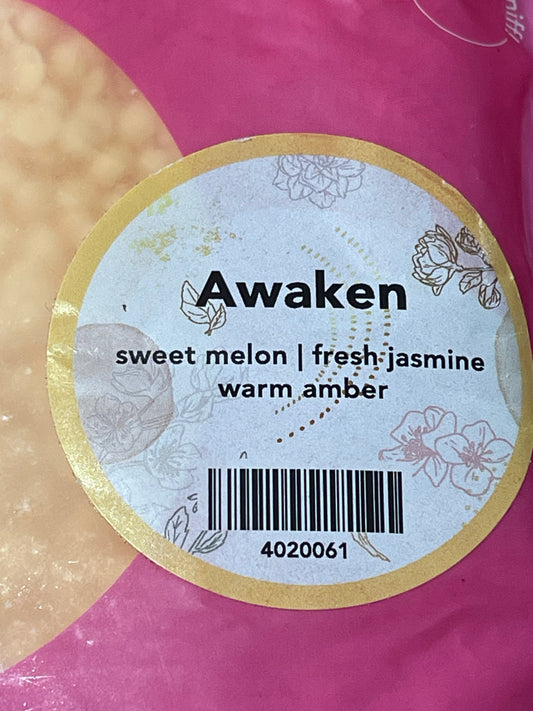 Awaken
sweet melon | fresh jasmine
warm amber
4020061